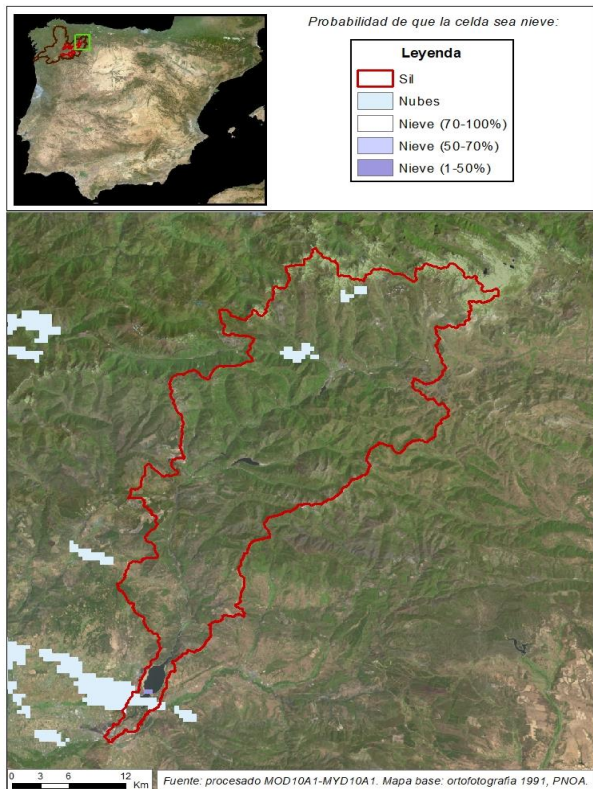 Probabilidad de que la celda sea nieve:
Leyenda
Sil
Nubes
Nieve (70-100%)
Nieve (50-70%)
Nieve (1-50%)
0 3 6 12
Km
Fuente: procesado MOD10A1-MYD10A1. Mapa base: ortofotografia 1991, PNOA.